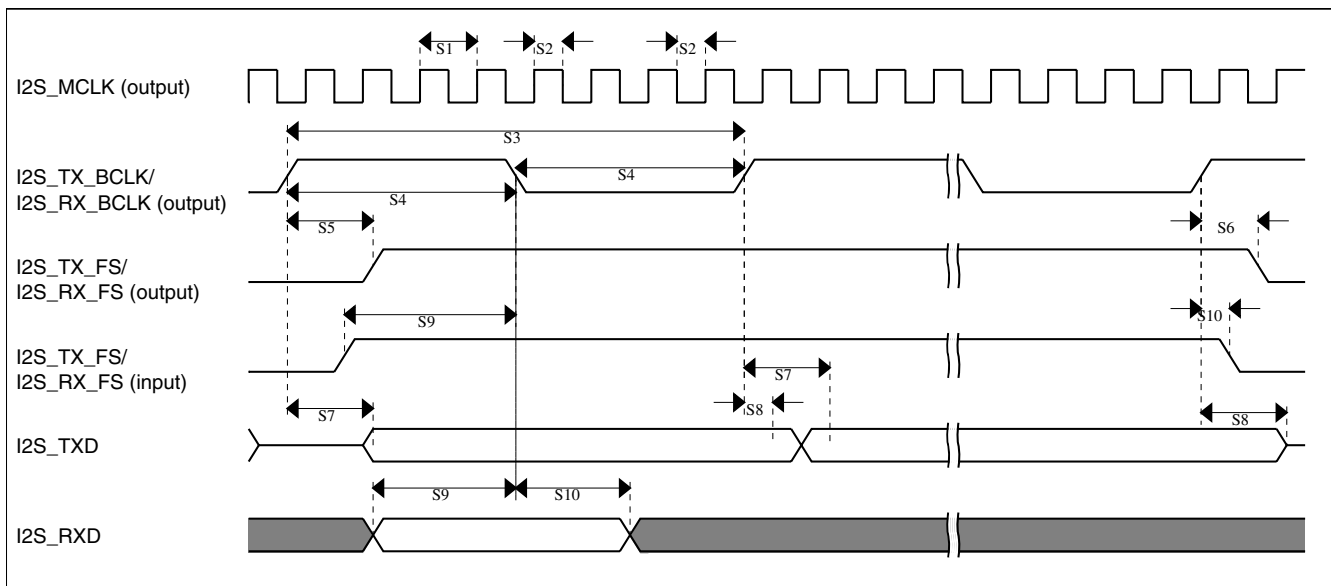 S1
S2
S2
I2S_MCLK (output)
S3
I2S_TX_BCLK/
I2S_RX_BCLK (output)
S4
S4
S5
S6
I2S_TX_FS/
I2S_RX_FS (output)
S9
S10
I2S_TX_FS/
I2S_RX_FS (input)
S7
S7
S8
S8
I2S_TXD
S9
S10
I2S_RXD